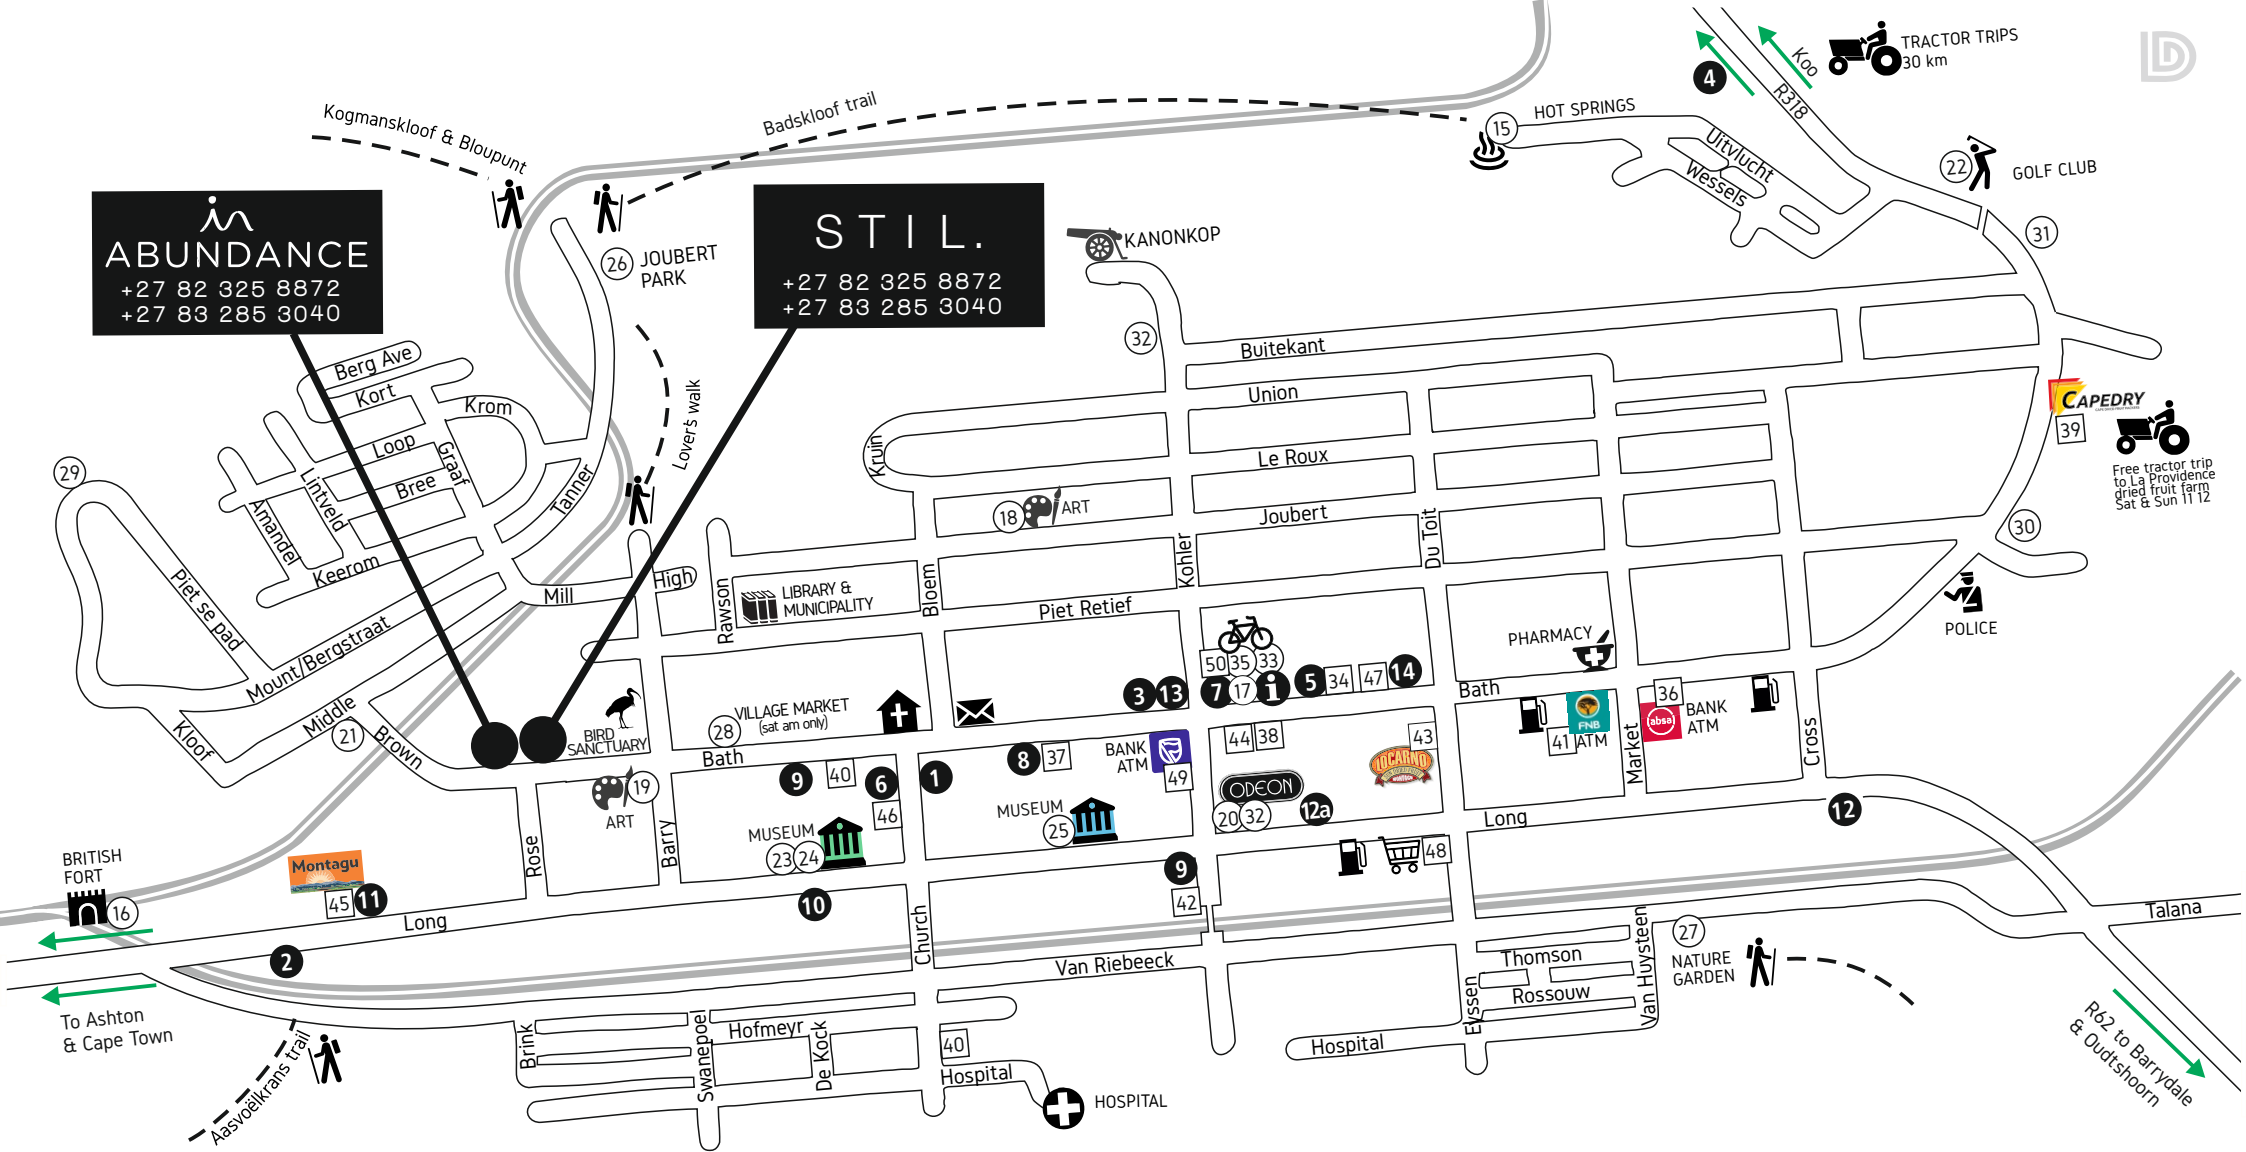 TRACTOR TRIPS
30 km
Koo
R318
4
HOT SPRINGS
15
Uitvlucht
Wessels
22
GOLF CLUB
31
Kogmanskloof & Bloupunt
Badskloof trail
in
ABUNDANCE
+27 82 325 8872
+27 83 285 3040
STIL.
+27 82 325 8872
+27 83 285 3040
26
JOUBERT
PARK
KANONKOP
32
Buitekant
Union
Le Roux
Joubert
Kruin
18
ART
Lover's walk
Berg Ave
Kort
Krom
Loop
Graaf
Bree
Lintveld
Amandel
Keerom
Tanner
29
Piet se pad
Mount/Bergstraat
Mill
High
Rawson
LIBRARY &
MUNICIPALITY
Bloem
Piet Retief
Kohler
Du Toit
CAPEDRY
39
Free tractor trip
to La Providence
dried fruit farm
Sat & Sun 11 12
30
POLICE
PHARMACY
50
35
33
3
13
7
17
i
5
34
47
14
Bath
36
BANK
ATM
absa
FNB
41
ATM
Market
Cross
Kloof
Middle
21
Brown
BIRD
SANCTUARY
28
VILLAGE MARKET
(sat am only)
Bath
19
ART
9
40
6
46
1
8
37
BANK
ATM
49
44
38
43
LOCARNO
ODEON
20
32
12a
Long
12
MUSEUM
25
MUSEUM
23
24
Rose
Barry
48
9
42
BRITISH
FORT
16
Montagu
45
11
Long
10
2
Church
Van Riebeeck
To Ashton
& Cape Town
Aasvoëlkrans trail
Brink
Swanepoel
Hofmeyr
De Kock
40
Hospital
HOSPITAL
Hospital
Eyssen
Thomson
Rossouw
Van Huysteen
27
NATURE
GARDEN
Talana
R62 to Barrydale
& Oudtshoorn